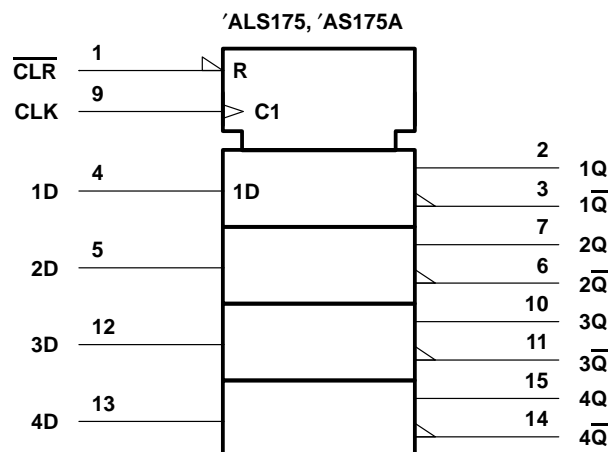 ′ALS175, ′AS175A
C̅L̅R̅ 1 R
CLK 9 C1
2 1Q
1D 4 1D
3 1Q̅
7 2Q
2D 5
6 2Q̅
10 3Q
3D 12
11 3Q̅
15 4Q
4D 13
14 4Q̅